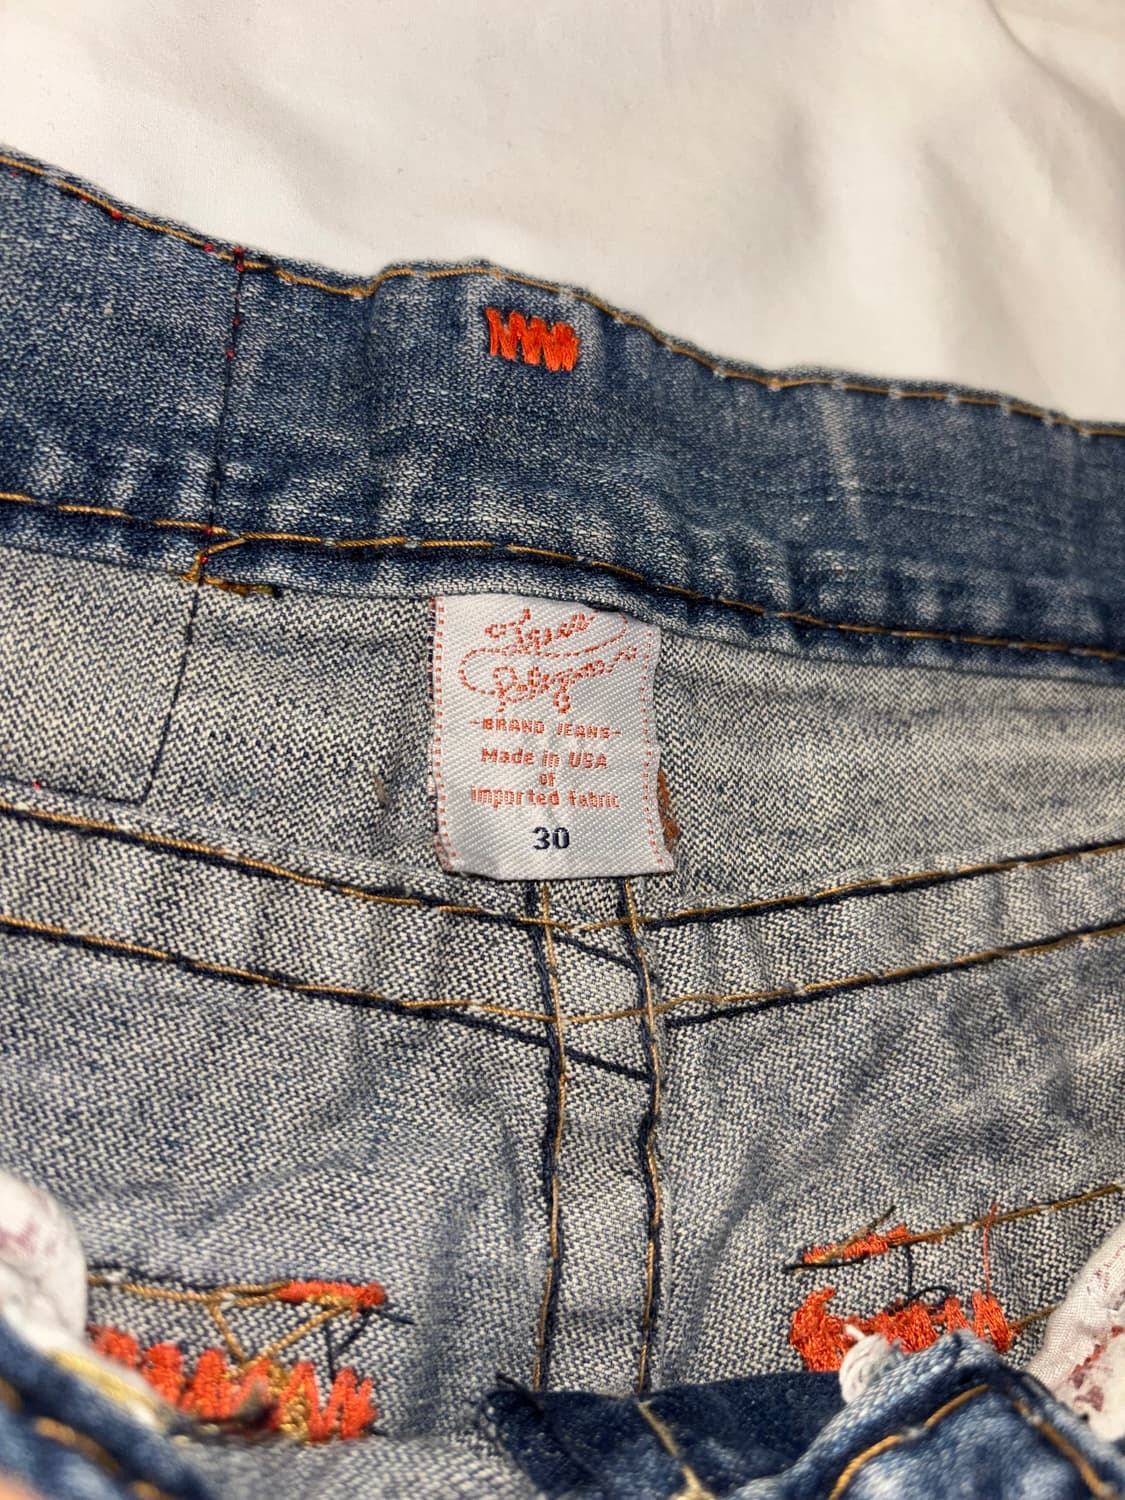 -BRAND JEANS-
Made in USA
of
imported fabric
30